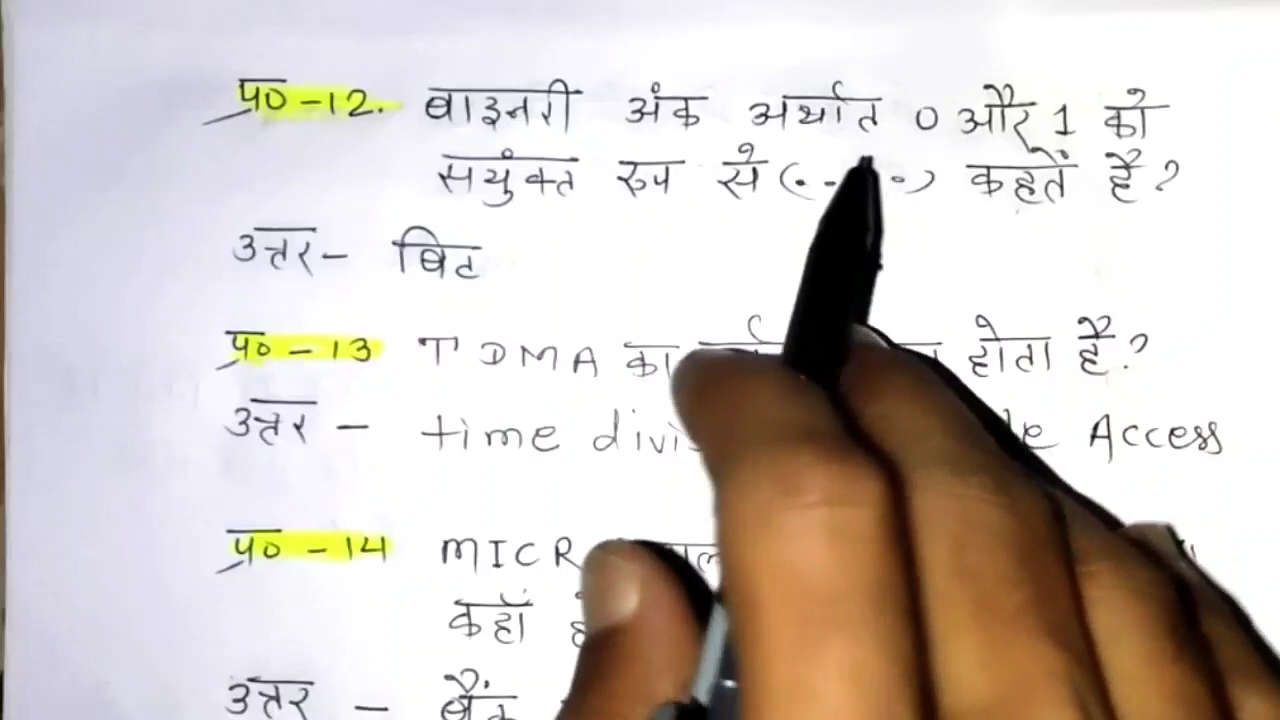 प्र० -12. बाइनरी अंक अर्थात 0 और 1 को
सयुंक्त रूप से (.-- .) कहतें है?
उत्तर - बिट
प्र० - 13 TDMA का होता है?
उत्तर - time Access
प्र० - 14 MICR
कहाँ
उत्तर - बैंक